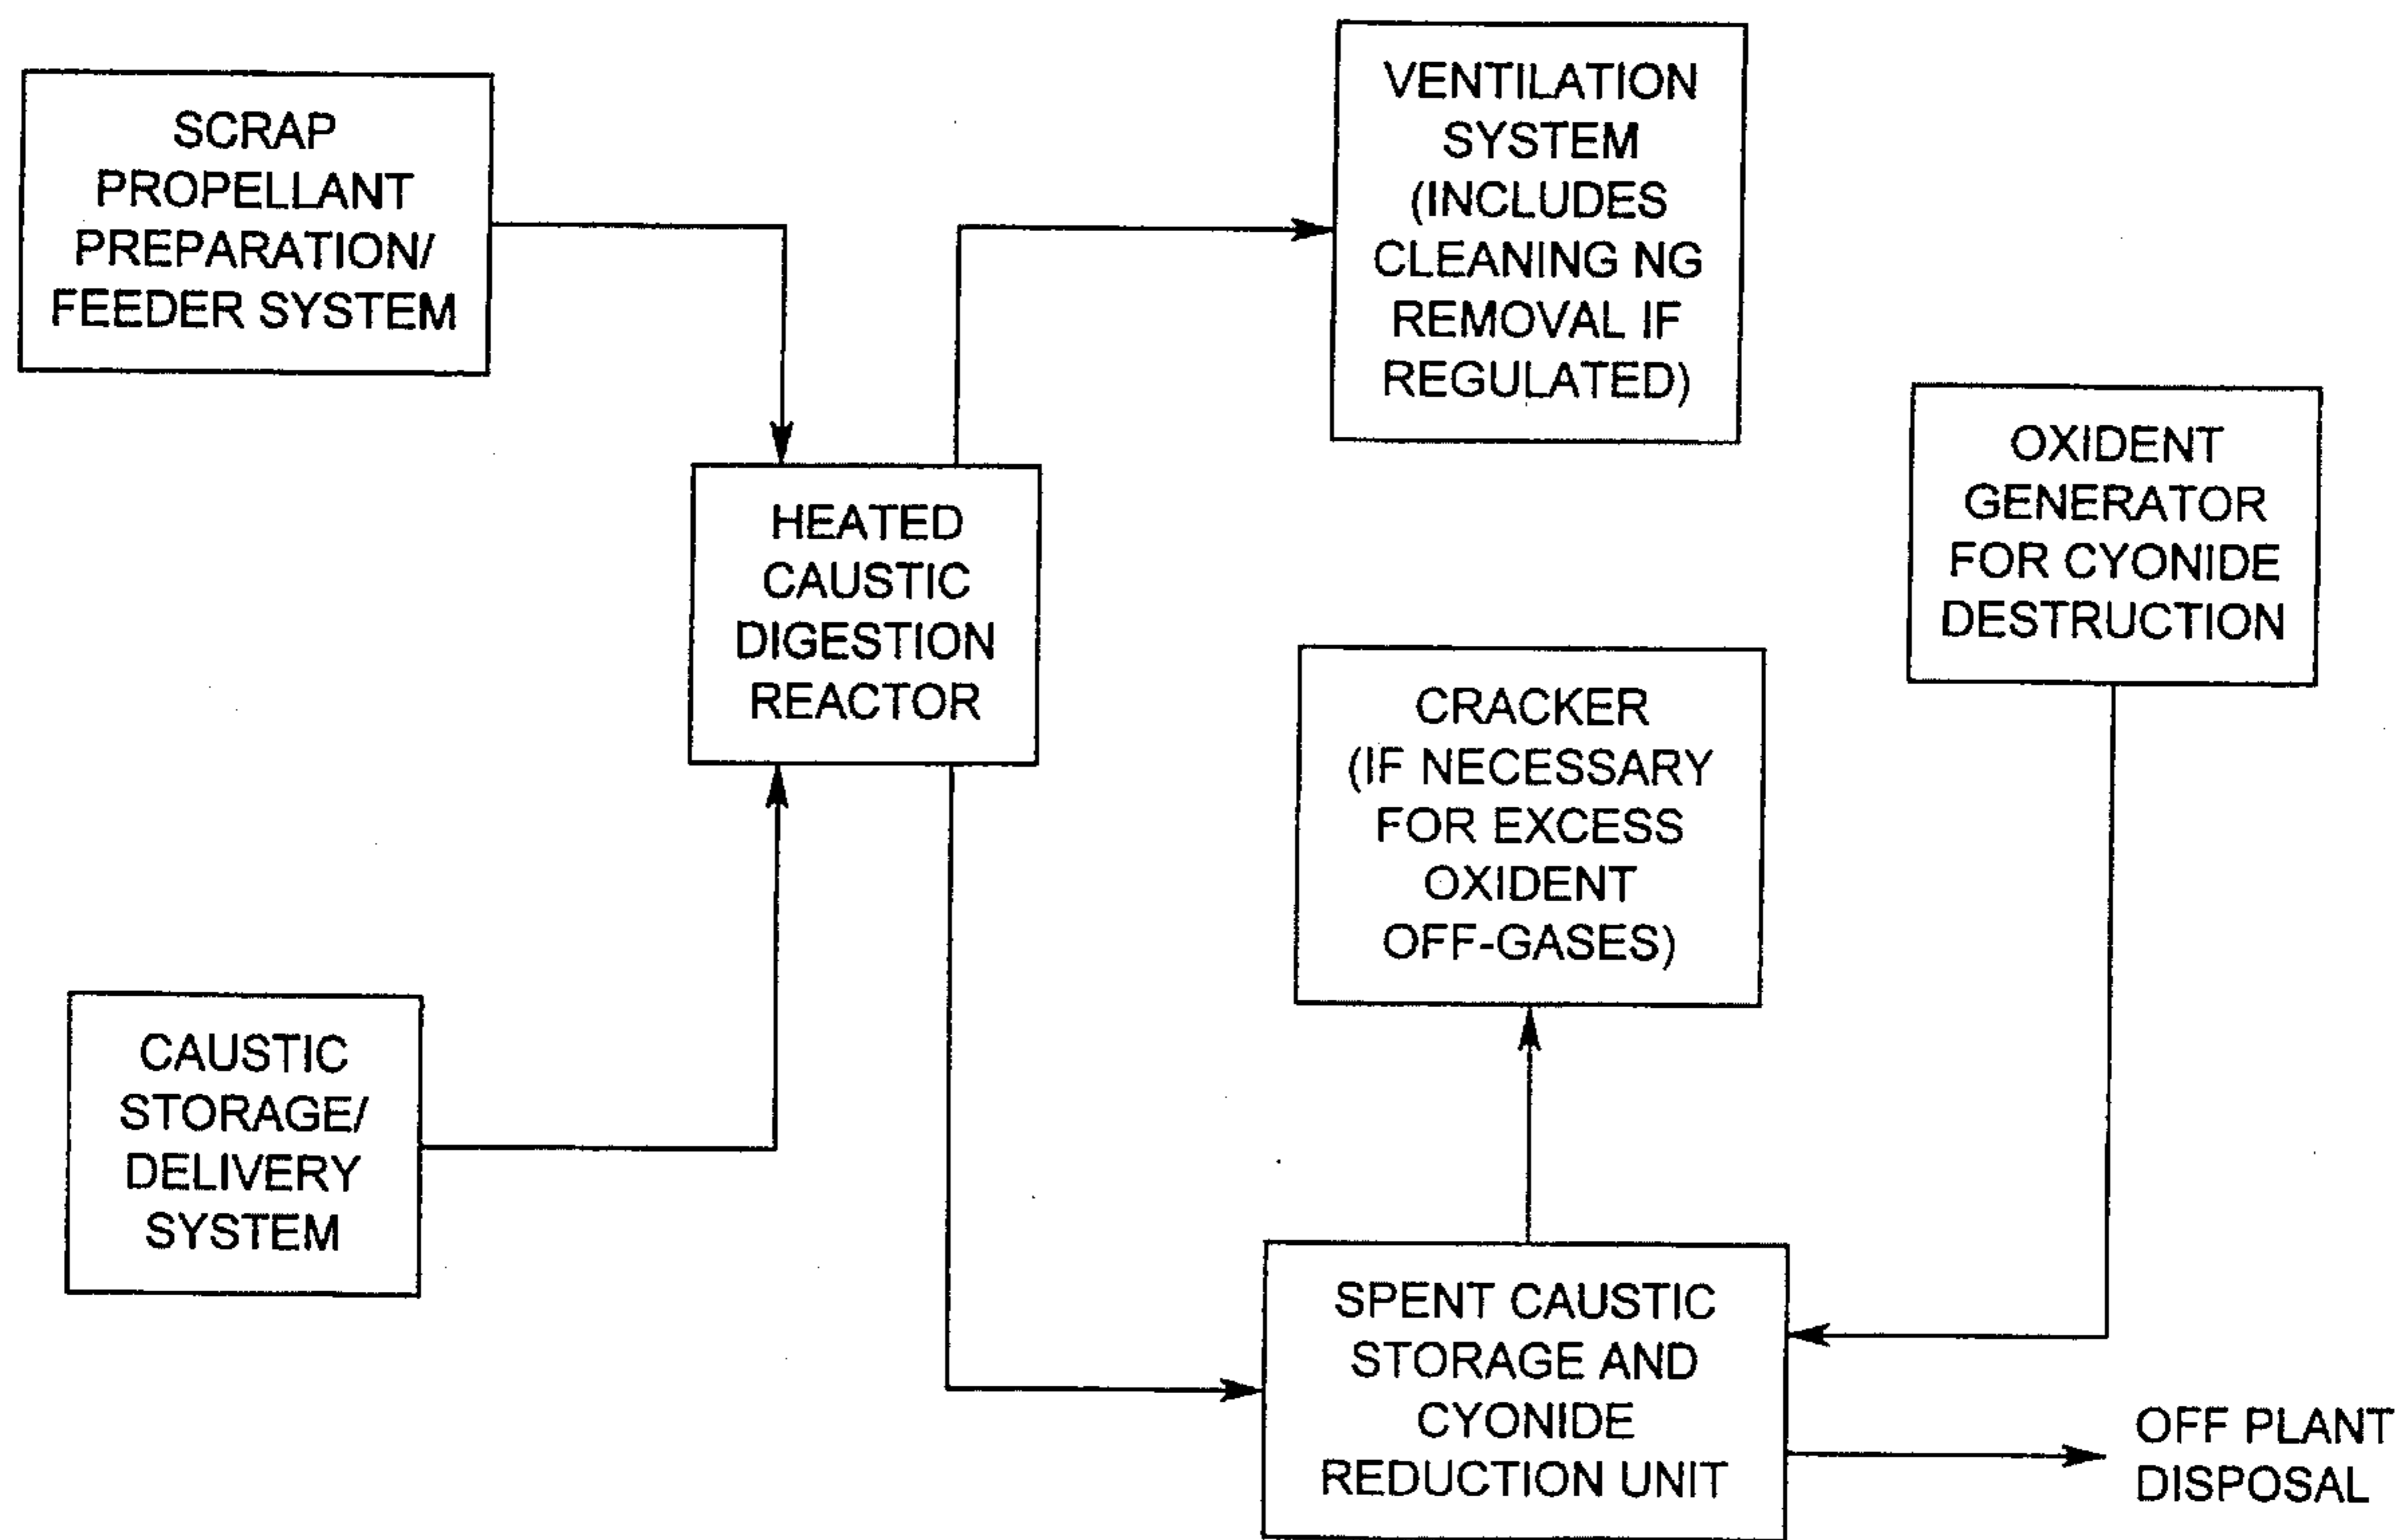 SCRAP
PROPELLANT
PREPARATION/
FEEDER SYSTEM
VENTILATION
SYSTEM
(INCLUDES
CLEANING NG
REMOVAL IF
REGULATED)
HEATED
CAUSTIC
DIGESTION
REACTOR
OXIDENT
GENERATOR
FOR CYONIDE
DESTRUCTION
CRACKER
(IF NECESSARY
FOR EXCESS
OXIDENT
OFF-GASES)
CAUSTIC
STORAGE/
DELIVERY
SYSTEM
SPENT CAUSTIC
STORAGE AND
CYONIDE
REDUCTION UNIT
OFF PLANT
DISPOSAL